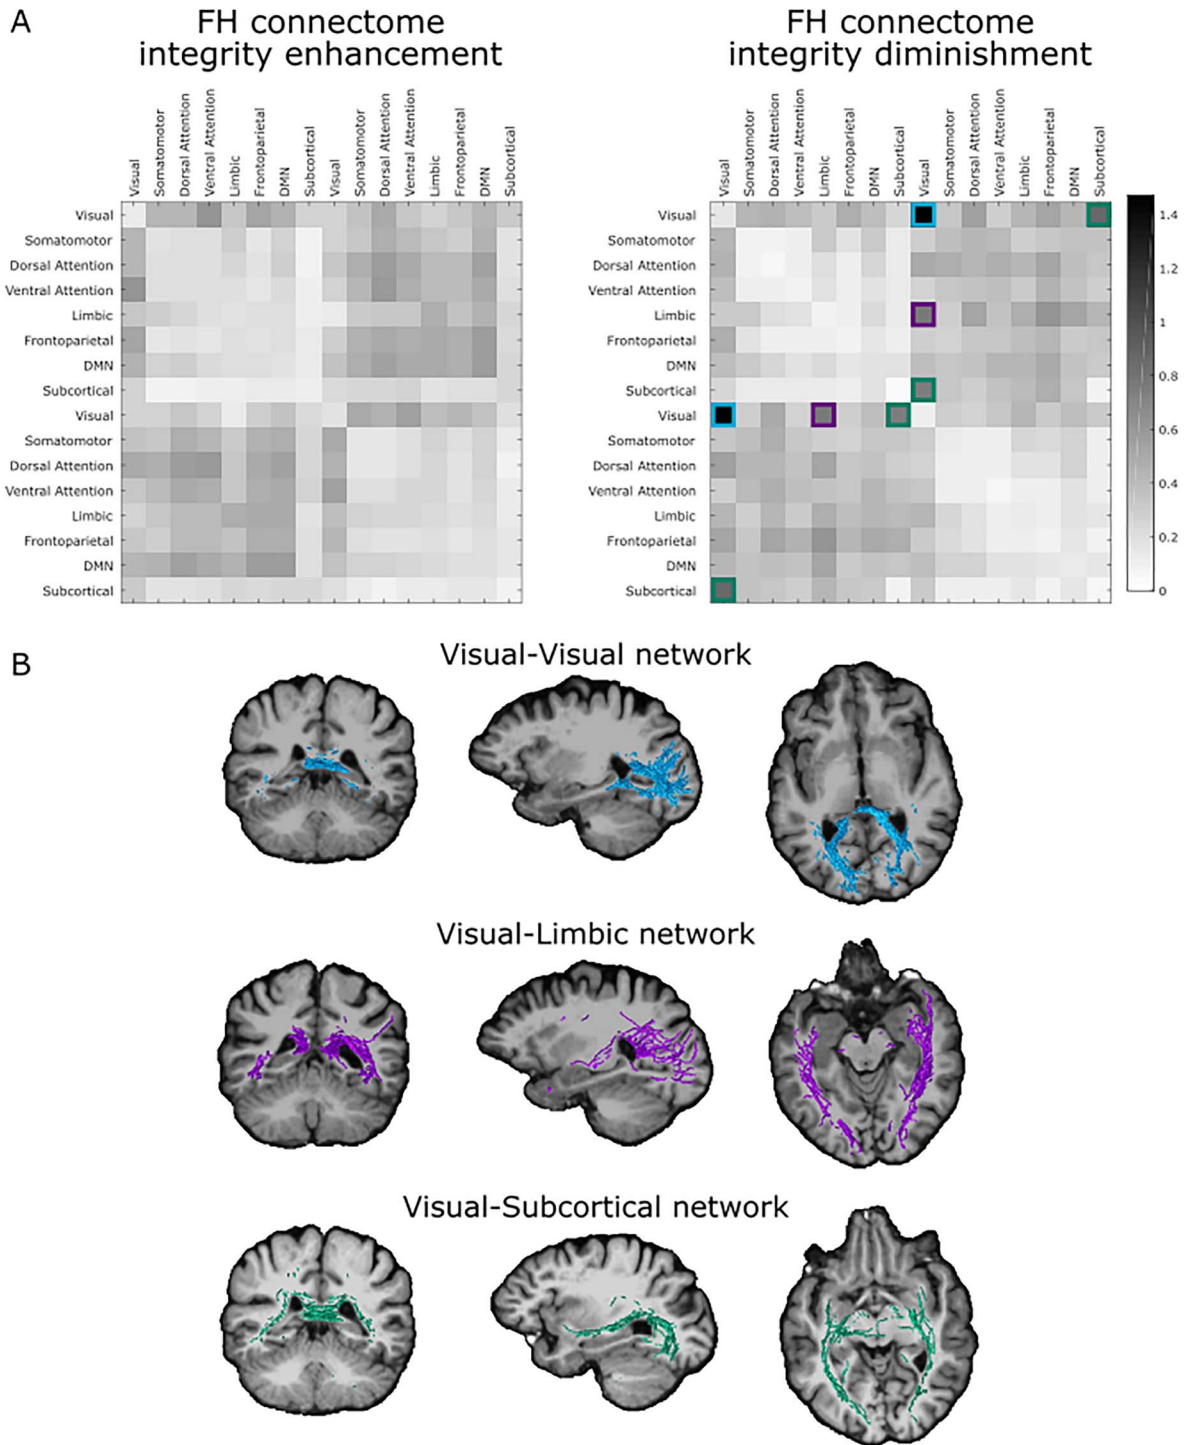 A
FH connectome
integrity enhancement
FH connectome
integrity diminishment
Visual
Somatomotor
Dorsal Attention
Ventral Attention
Limbic
Frontoparietal
DMN
Subcortical
Visual
Somatomotor
Dorsal Attention
Ventral Attention
Limbic
Frontoparietal
DMN
Subcortical
Visual
Somatomotor
Dorsal Attention
Ventral Attention
Limbic
Frontoparietal
DMN
Subcortical
Visual
Somatomotor
Dorsal Attention
Ventral Attention
Limbic
Frontoparietal
DMN
Subcortical
Visual
Somatomotor
Dorsal Attention
Ventral Attention
Limbic
Frontoparietal
DMN
Subcortical
Visual
Somatomotor
Dorsal Attention
Ventral Attention
Limbic
Frontoparietal
DMN
Subcortical
Visual
Somatomotor
Dorsal Attention
Ventral Attention
Limbic
Frontoparietal
DMN
Subcortical
Visual
Somatomotor
Dorsal Attention
Ventral Attention
Limbic
Frontoparietal
DMN
Subcortical
1.4
1.2
1
0.8
0.6
0.4
0.2
0
B
Visual-Visual network
Visual-Limbic network
Visual-Subcortical network